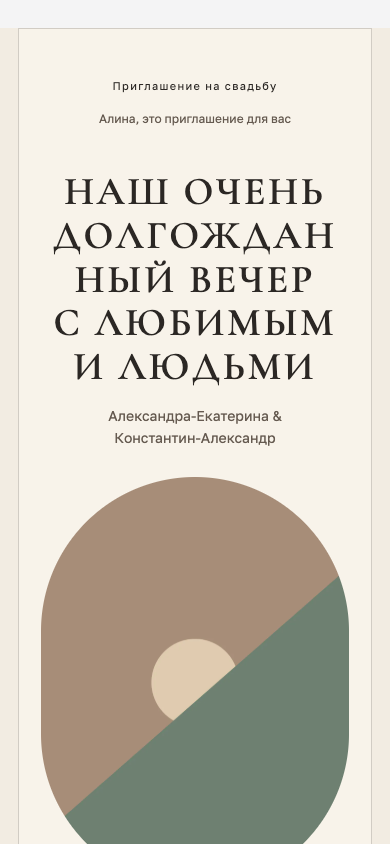 Приглашение на свадьбу
Алина, это приглашение для вас
НАШ ОЧЕНЬ
ДОЛГОЖДАН
НЫЙ ВЕЧЕР
С ЛЮБИМЫМ
И ЛЮДЬМИ
Александра-Екатерина &
Константин-Александр